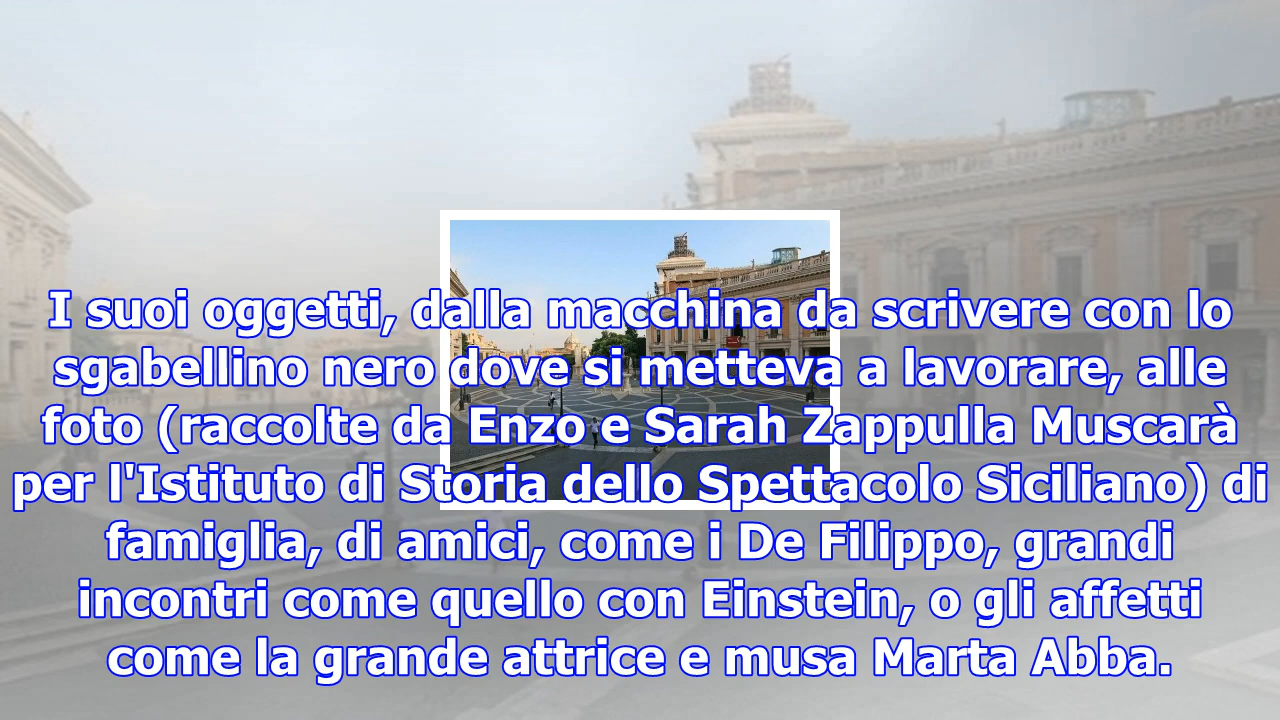 I suoi oggetti, dalla macchina da scrivere con lo
sgabellino nero dove si metteva a lavorare, alle
foto (raccolte da Enzo e Sarah Zappulla Muscarà
per l'Istituto di Storia dello Spettacolo Siciliano) di
famiglia, di amici, come i De Filippo, grandi
incontri come quello con Einstein, o gli affetti
come la grande attrice e musa Marta Abba.